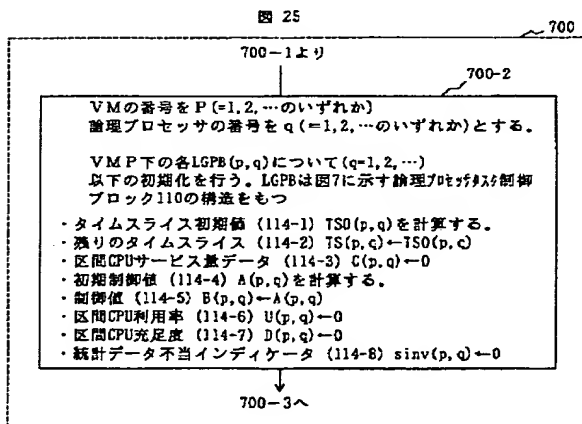 図 25
700
700-1より
700-2
VMの番号をP(=1,2,…のいずれか)
論理プロセッサの番号をq(=1,2,…のいずれか)とする。
VMP下の各LGPB(p,q)について(q=1,2,…)
以下の初期化を行う。LGPBは図7に示す論理プロセッサタスク制御
ブロック110の構造をもつ
・タイムスライス初期値 (114-1) TSO(p,q)を計算する。
・残りのタイムスライス (114-2) TS(p,q)←TSO(p,q)
・区間CPUサービス量データ (114-3) C(p,q)←0
・初期制御値 (114-4) A(p,q)を計算する。
・制御値 (114-5) B(p,q)←A(p,q)
・区間CPU利用率 (114-6) U(p,q)←0
・区間CPU充足度 (114-7) D(p,q)←0
・統計データ不当インディケータ (114-8) sinv(p,q)←0
700-3へ